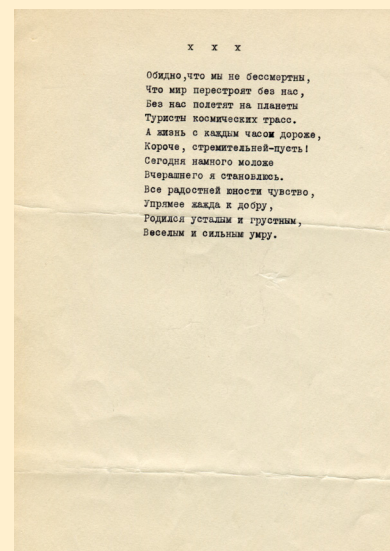 х х х
Обидно,что мы не бессмертны,
Что мир перестроят без нас,
Без нас полетят на планеты
Туристы космических трасс.
А жизнь с каждым часом дороже,
Короче, стремительней-пусть!
Сегодня намного моложе
Вчерашнего я становлюсь.
Все радостней юности чувство,
Упрямее жажда к добру,
Родился усталым и грустным,
Веселым и сильным умру.